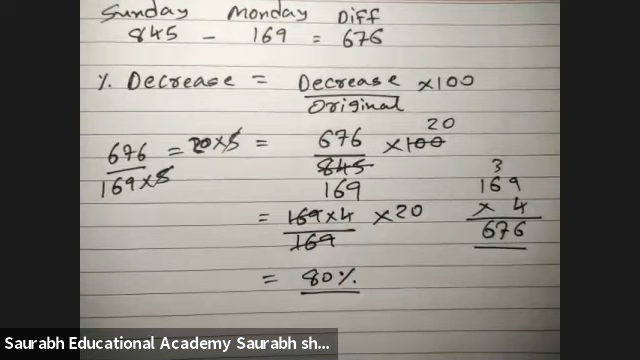 Sunday Monday Diff
845 - 169 = 676
% Decrease = Decrease ×100
Original
676 = 20×5 = 676 ×100 20
169×5 845
169
= 169×4 ×20
169
3
169
× 4
676
= 80%
Saurabh Educational Academy Saurabh sh...